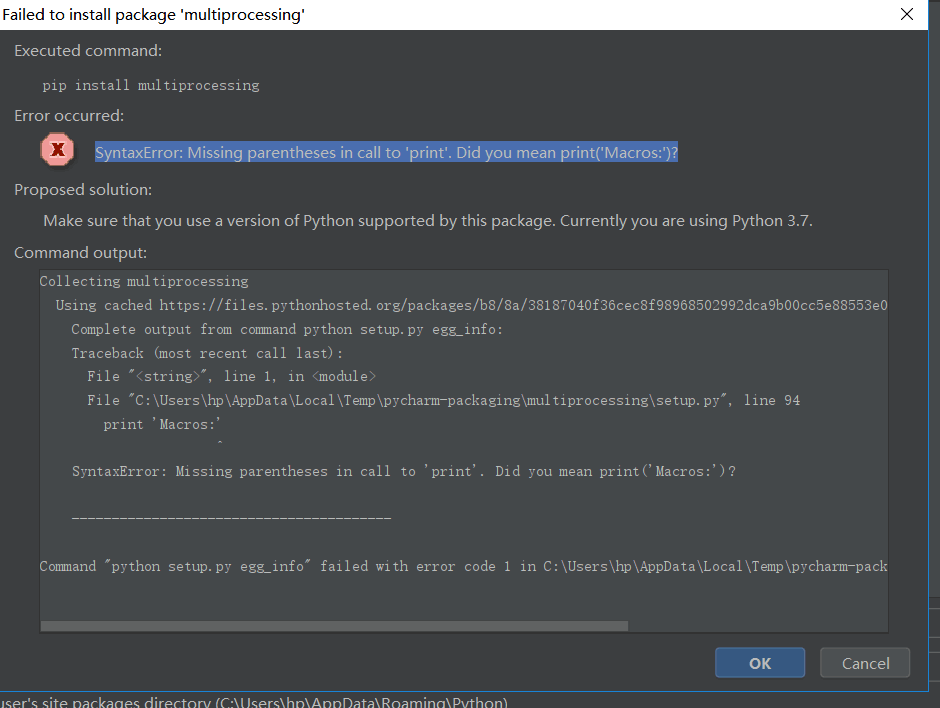 Failed to install package 'multiprocessing'
Executed command:
pip install multiprocessing
Error occurred:
SyntaxError: Missing parentheses in call to 'print'. Did you mean print('Macros:')?
Proposed solution:
Make sure that you use a version of Python supported by this package. Currently you are using Python 3.7.
Command output:
Collecting multiprocessing
Using cached https://files.pythonhosted.org/packages/b8/8a/38187040f36cec8f98968502992dca9b00cc5e88553e0
Complete output from command python setup.py egg_info:
Traceback (most recent call last):
File "<string>", line 1, in <module>
File "C:\Users\hp\AppData\Local\Temp\pycharm-packaging\multiprocessing\setup.py", line 94
print 'Macros:'
^
SyntaxError: Missing parentheses in call to 'print'. Did you mean print('Macros:')?
----------------------------------------
Command "python setup.py egg_info" failed with error code 1 in C:\Users\hp\AppData\Local\Temp\pycharm-pack
OK Cancel
user's site packages directory (C:\Users\hp\AppData\Roaming\Python)